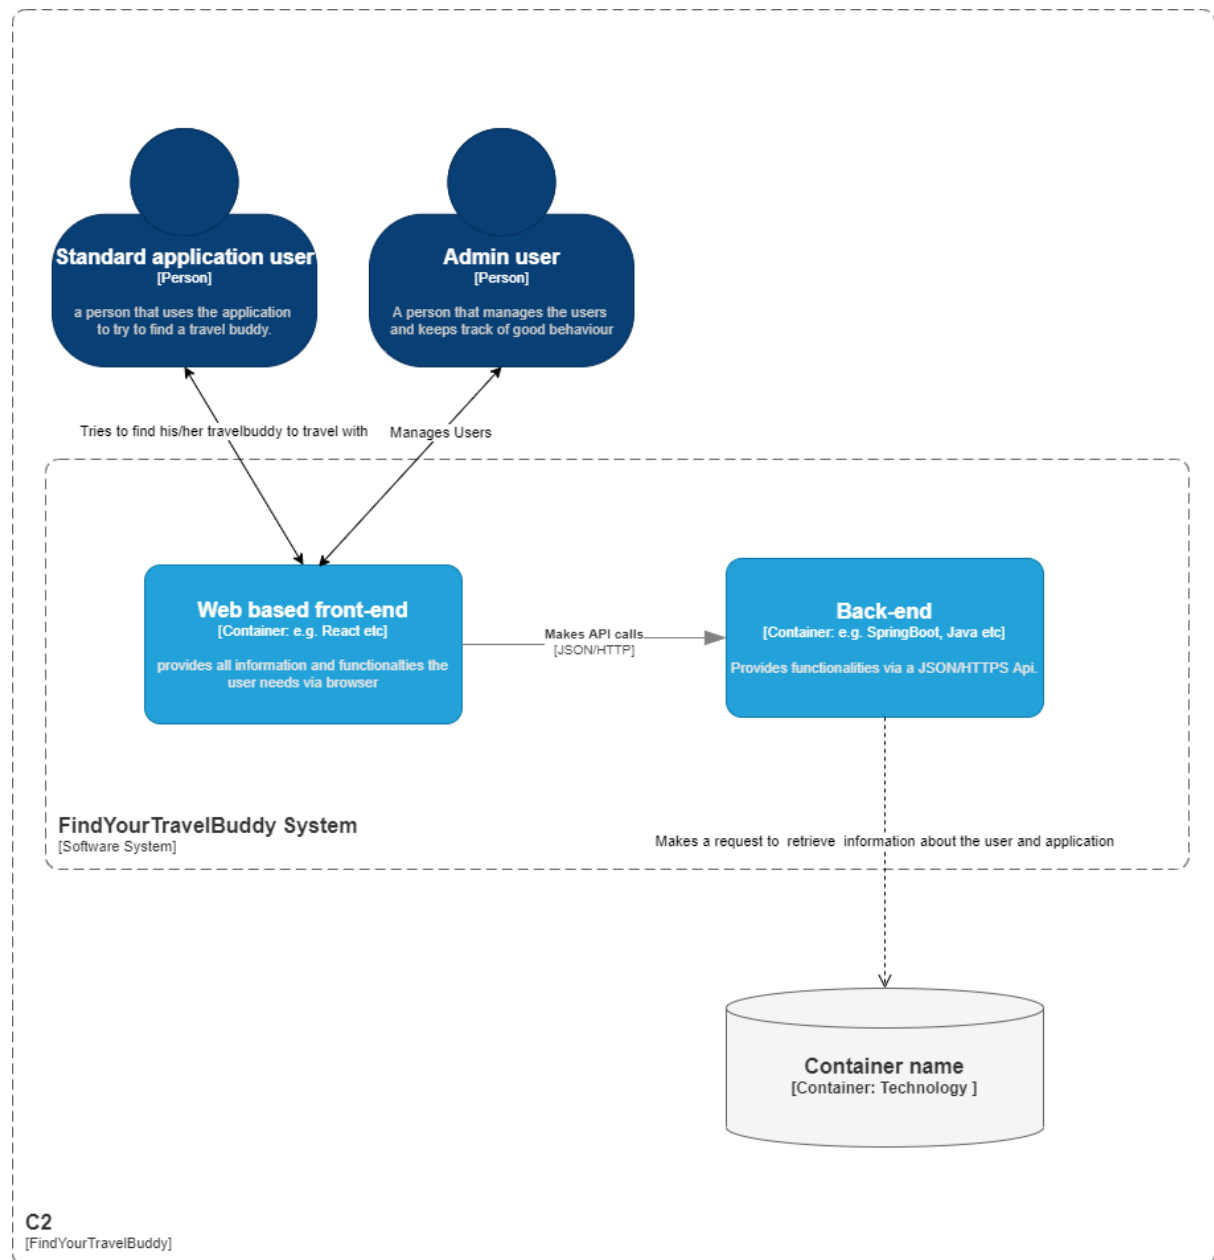 Standard application user
[Person]
a person that uses the application
to try to find a travel buddy.
Admin user
[Person]
A person that manages the users
and keeps track of good behaviour
Tries to find his/her travelbuddy to travel with
Manages Users
Web based front-end
[Container: e.g. React etc]
provides all information and functionalties the
user needs via browser
Makes API calls
[JSON/HTTP]
Back-end
[Container: e.g. SpringBoot, Java etc]
Provides functionalities via a JSON/HTTPS Api.
FindYourTravelBuddy System
[Software System]
Makes a request to  retrieve  information about the user and application
Container name
[Container: Technology ]
C2
[FindYourTravelBuddy]